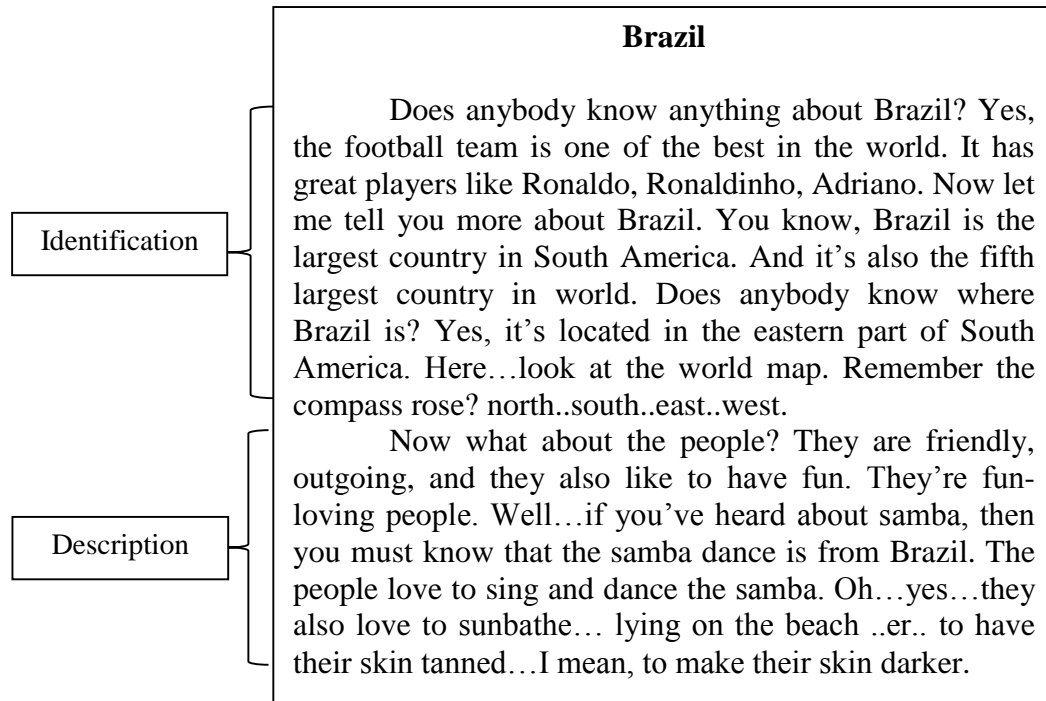 Brazil
Does anybody know anything about Brazil? Yes,
the football team is one of the best in the world. It has
great players like Ronaldo, Ronaldinho, Adriano. Now let
me tell you more about Brazil. You know, Brazil is the
largest country in South America. And it's also the fifth
largest country in world. Does anybody know where
Brazil is? Yes, it's located in the eastern part of South
America. Here…look at the world map. Remember the
compass rose? north..south..east..west.
Now what about the people? They are friendly,
outgoing, and they also like to have fun. They're fun-
loving people. Well…if you've heard about samba, then
you must know that the samba dance is from Brazil. The
people love to sing and dance the samba. Oh…yes…they
also love to sunbathe… lying on the beach ..er.. to have
their skin tanned…I mean, to make their skin darker.
Identification
Description